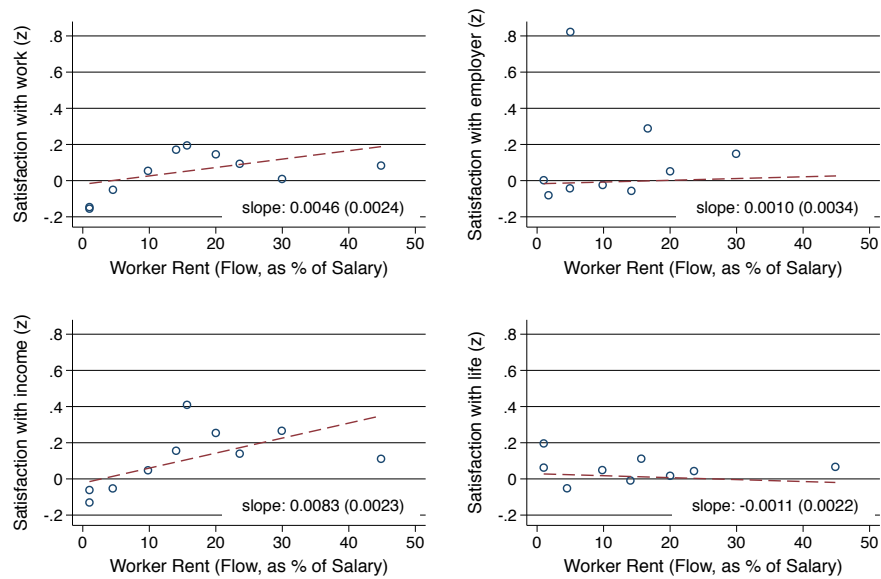 Satisfaction with work (z)
.8
.6
.4
.2
0
-.2
slope: 0.0046 (0.0024)
0 10 20 30 40 50
Worker Rent (Flow, as % of Salary)
Satisfaction with employer (z)
.8
.6
.4
.2
0
-.2
slope: 0.0010 (0.0034)
0 10 20 30 40 50
Worker Rent (Flow, as % of Salary)
Satisfaction with income (z)
.8
.6
.4
.2
0
-.2
slope: 0.0083 (0.0023)
0 10 20 30 40 50
Worker Rent (Flow, as % of Salary)
Satisfaction with life (z)
.8
.6
.4
.2
0
-.2
slope: -0.0011 (0.0022)
0 10 20 30 40 50
Worker Rent (Flow, as % of Salary)